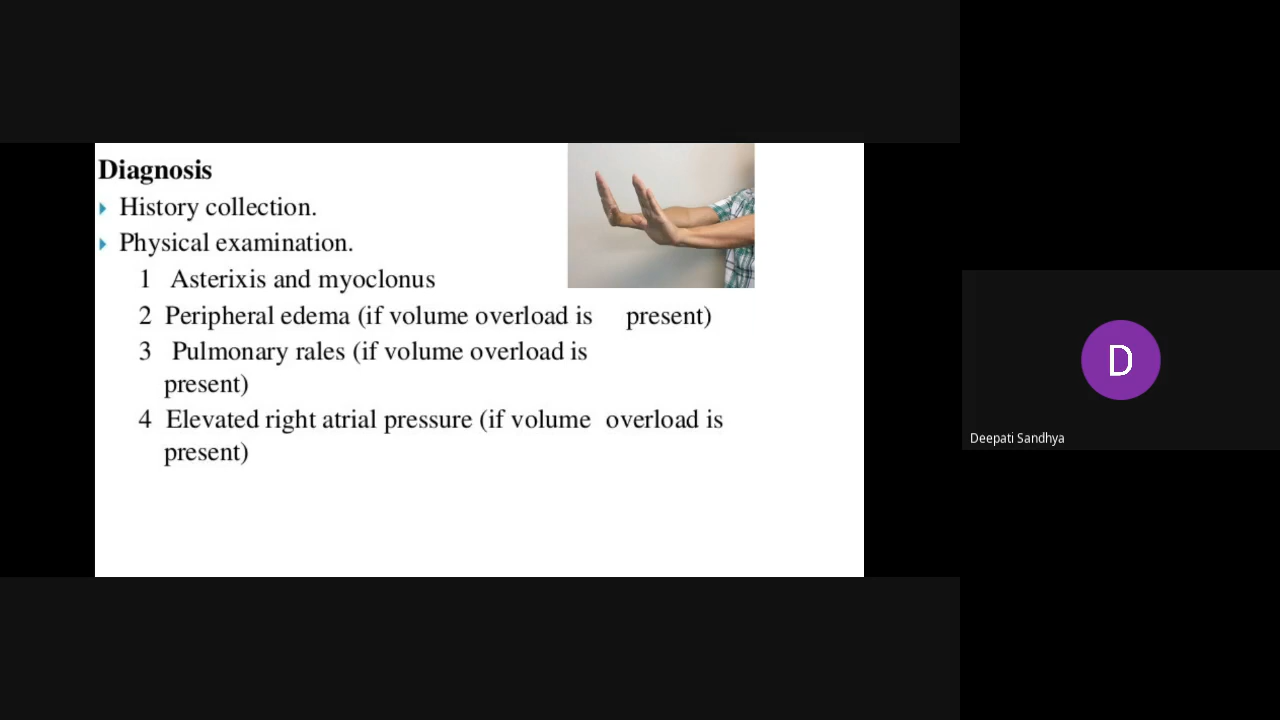 Diagnosis
History collection.
Physical examination.
1 Asterixis and myoclonus
2 Peripheral edema (if volume overload is present)
3 Pulmonary rales (if volume overload is
present)
4 Elevated right atrial pressure (if volume overload is
present)
D
Deepati Sandhya